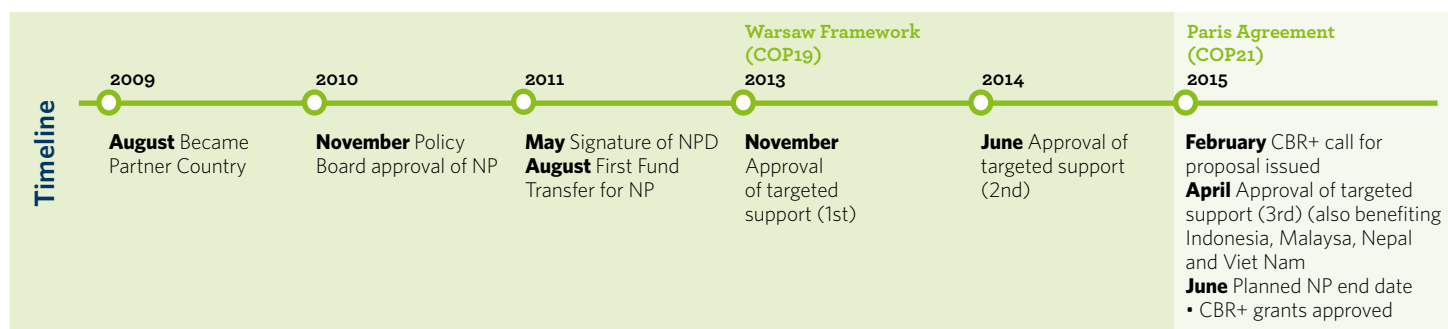 Timeline
2009
August Became
Partner Country
2010
November Policy
Board approval of NP
2011
May Signature of NPD
August First Fund
Transfer for NP
Warsaw Framework
(COP19)
2013
November
Approval
of targeted
support (1st)
2014
June Approval of
targeted support
(2nd)
Paris Agreement
(COP21)
2015
February CBR+ call for
proposal issued
April Approval of targeted
support (3rd) (also benefiting
Indonesia, Malaysa, Nepal
and Viet Nam
June Planned NP end date
• CBR+ grants approved